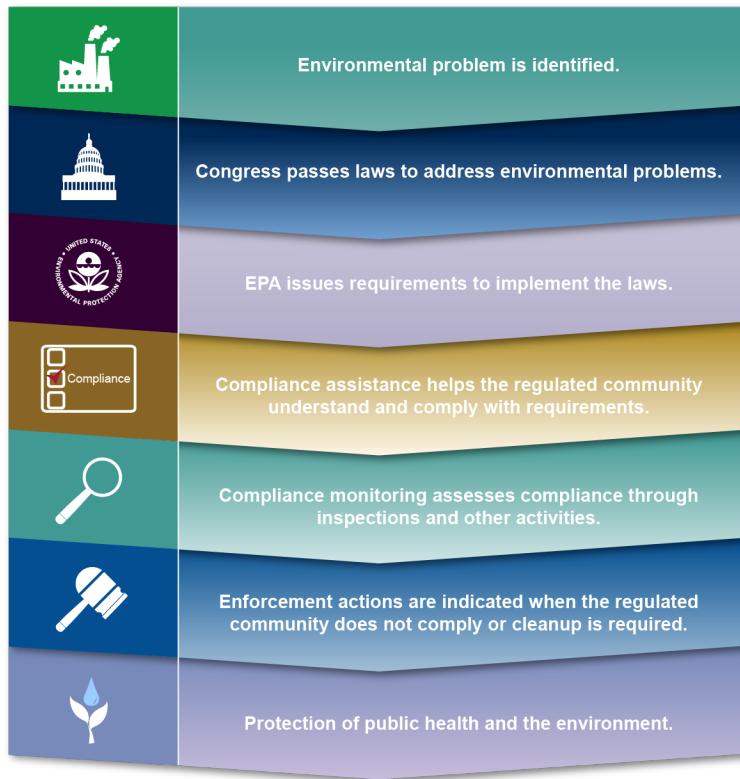 Environmental problem is identified.
Congress passes laws to address environmental problems.
UNITED STATES
ENVIRONMENTAL PROTECTION AGENCY
EPA issues requirements to implement the laws.
Compliance
Compliance assistance helps the regulated community
understand and comply with requirements.
Compliance monitoring assesses compliance through
inspections and other activities.
Enforcement actions are indicated when the regulated
community does not comply or cleanup is required.
Protection of public health and the environment.